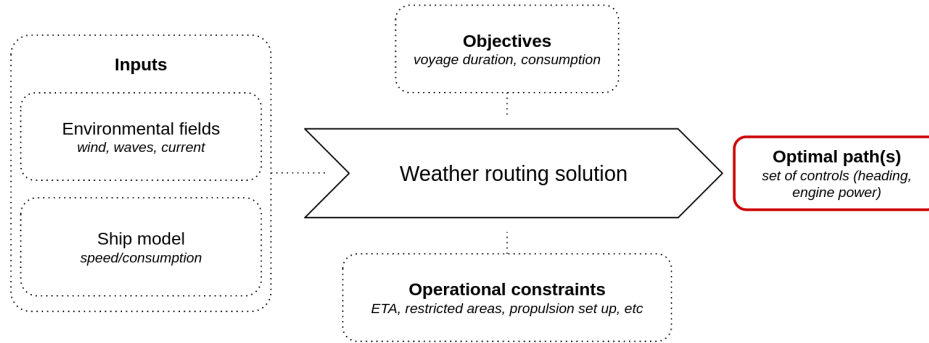 Objectives
voyage duration, consumption
Inputs
Environmental fields
wind, waves, current
Ship model
speed/consumption
Weather routing solution
Optimal path(s)
set of controls (heading,
engine power)
Operational constraints
ETA, restricted areas, propulsion set up, etc